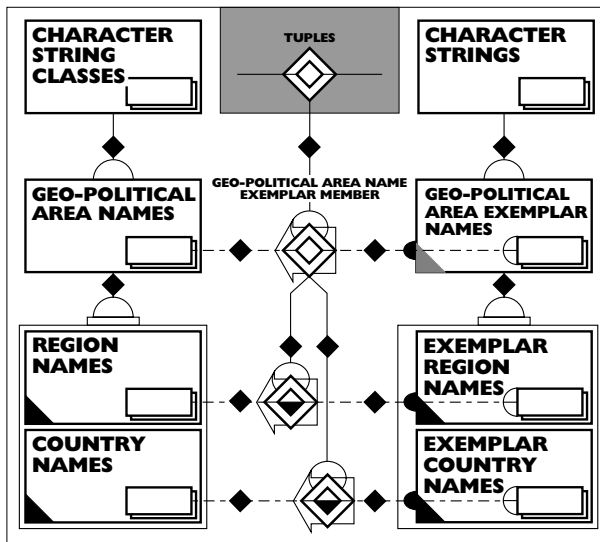 CHARACTER
STRING
CLASSES
TUPLES
CHARACTER
STRINGS
GEO-POLITICAL
AREA NAMES
GEO-POLITICAL AREA NAME
EXEMPLAR MEMBER
GEO-POLITICAL
AREA EXEMPLAR
NAMES
REGION
NAMES
EXEMPLAR
REGION
NAMES
COUNTRY
NAMES
EXEMPLAR
COUNTRY
NAMES